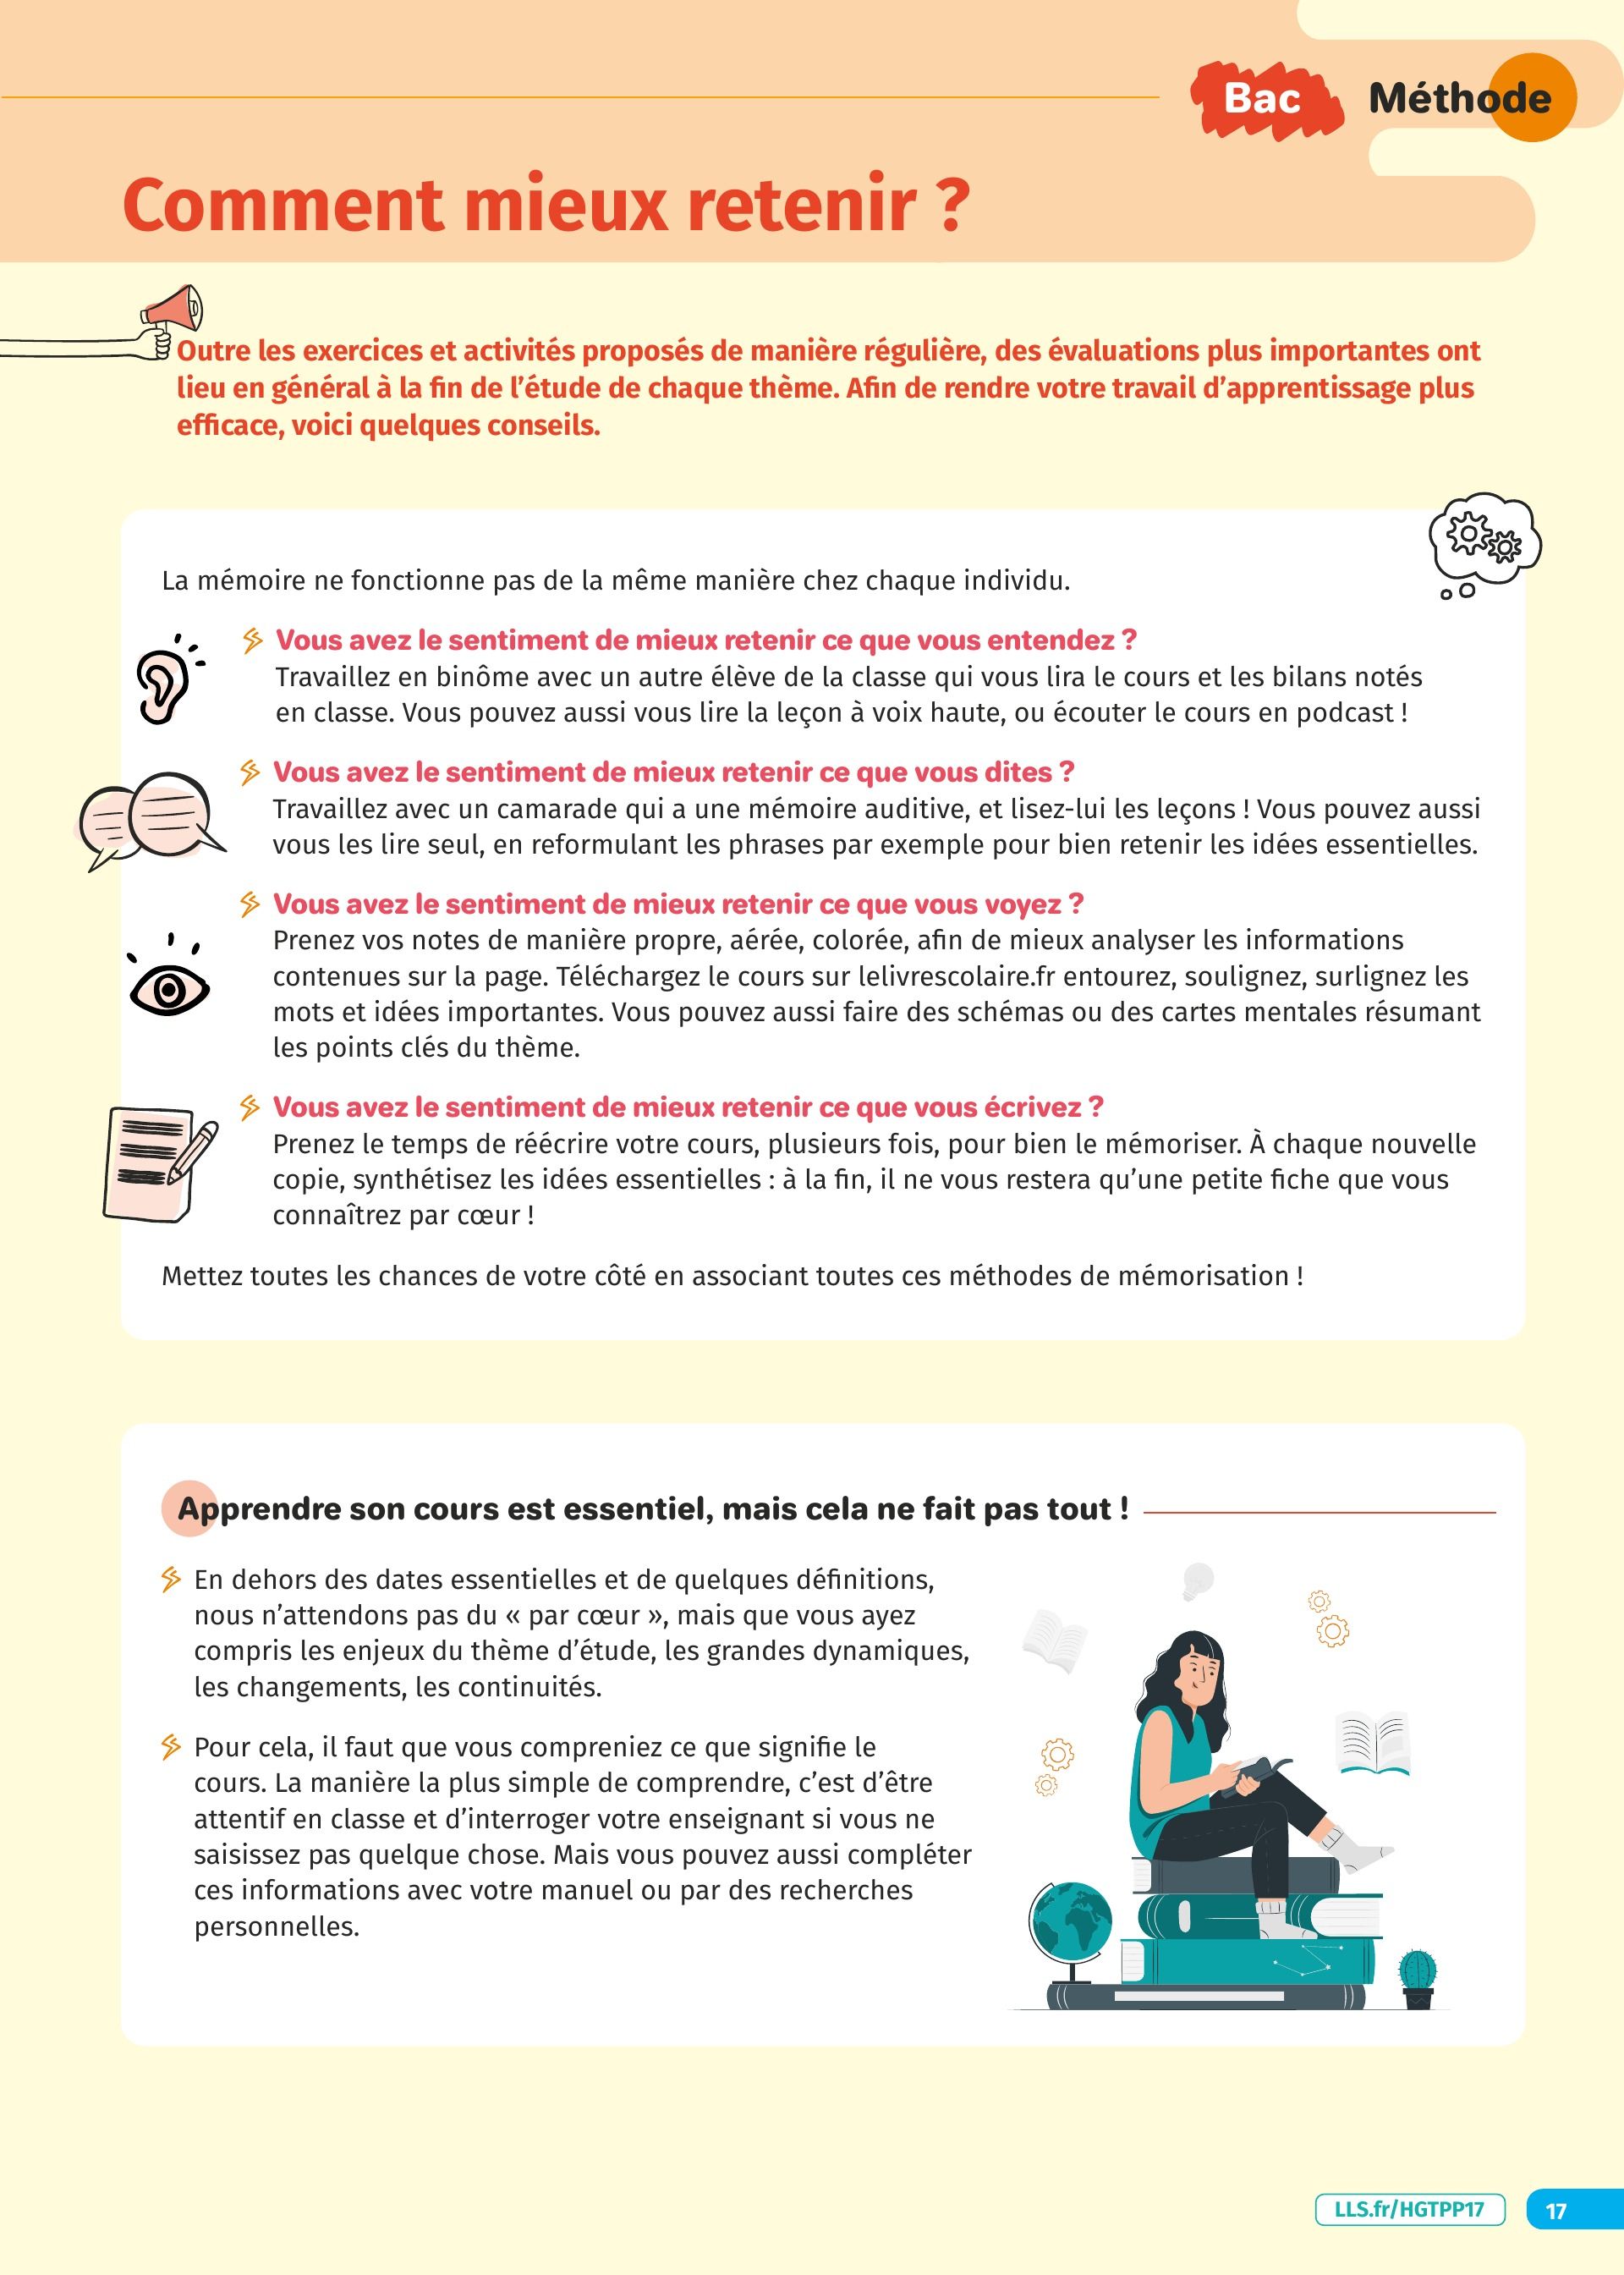 Bac Méthode
Comment mieux retenir ?
Outre les exercices et activités proposés de manière régulière, des évaluations plus importantes ont
lieu en général à la fin de l’étude de chaque thème. Afin de rendre votre travail d’apprentissage plus
efficace, voici quelques conseils.
La mémoire ne fonctionne pas de la même manière chez chaque individu.
Vous avez le sentiment de mieux retenir ce que vous entendez ?
Travaillez en binôme avec un autre élève de la classe qui vous lira le cours et les bilans notés
en classe. Vous pouvez aussi vous lire la leçon à voix haute, ou écouter le cours en podcast !
Vous avez le sentiment de mieux retenir ce que vous dites ?
Travaillez avec un camarade qui a une mémoire auditive, et lisez-lui les leçons ! Vous pouvez aussi
vous les lire seul, en reformulant les phrases par exemple pour bien retenir les idées essentielles.
Vous avez le sentiment de mieux retenir ce que vous voyez ?
Prenez vos notes de manière propre, aérée, colorée, afin de mieux analyser les informations
contenues sur la page. Téléchargez le cours sur lelivrescolaire.fr entourez, soulignez, surlignez les
mots et idées importantes. Vous pouvez aussi faire des schémas ou des cartes mentales résumant
les points clés du thème.
Vous avez le sentiment de mieux retenir ce que vous écrivez ?
Prenez le temps de réécrire votre cours, plusieurs fois, pour bien le mémoriser. À chaque nouvelle
copie, synthétisez les idées essentielles : à la fin, il ne vous restera qu’une petite fiche que vous
connaîtrez par cœur !
Mettez toutes les chances de votre côté en associant toutes ces méthodes de mémorisation !
Apprendre son cours est essentiel, mais cela ne fait pas tout !
En dehors des dates essentielles et de quelques définitions,
nous n’attendons pas du « par cœur », mais que vous ayez
compris les enjeux du thème d’étude, les grandes dynamiques,
les changements, les continuités.
Pour cela, il faut que vous compreniez ce que signifie le
cours. La manière la plus simple de comprendre, c’est d’être
attentif en classe et d’interroger votre enseignant si vous ne
saisissez pas quelque chose. Mais vous pouvez aussi compléter
ces informations avec votre manuel ou par des recherches
personnelles.
LLS.fr/HGTPP17
17